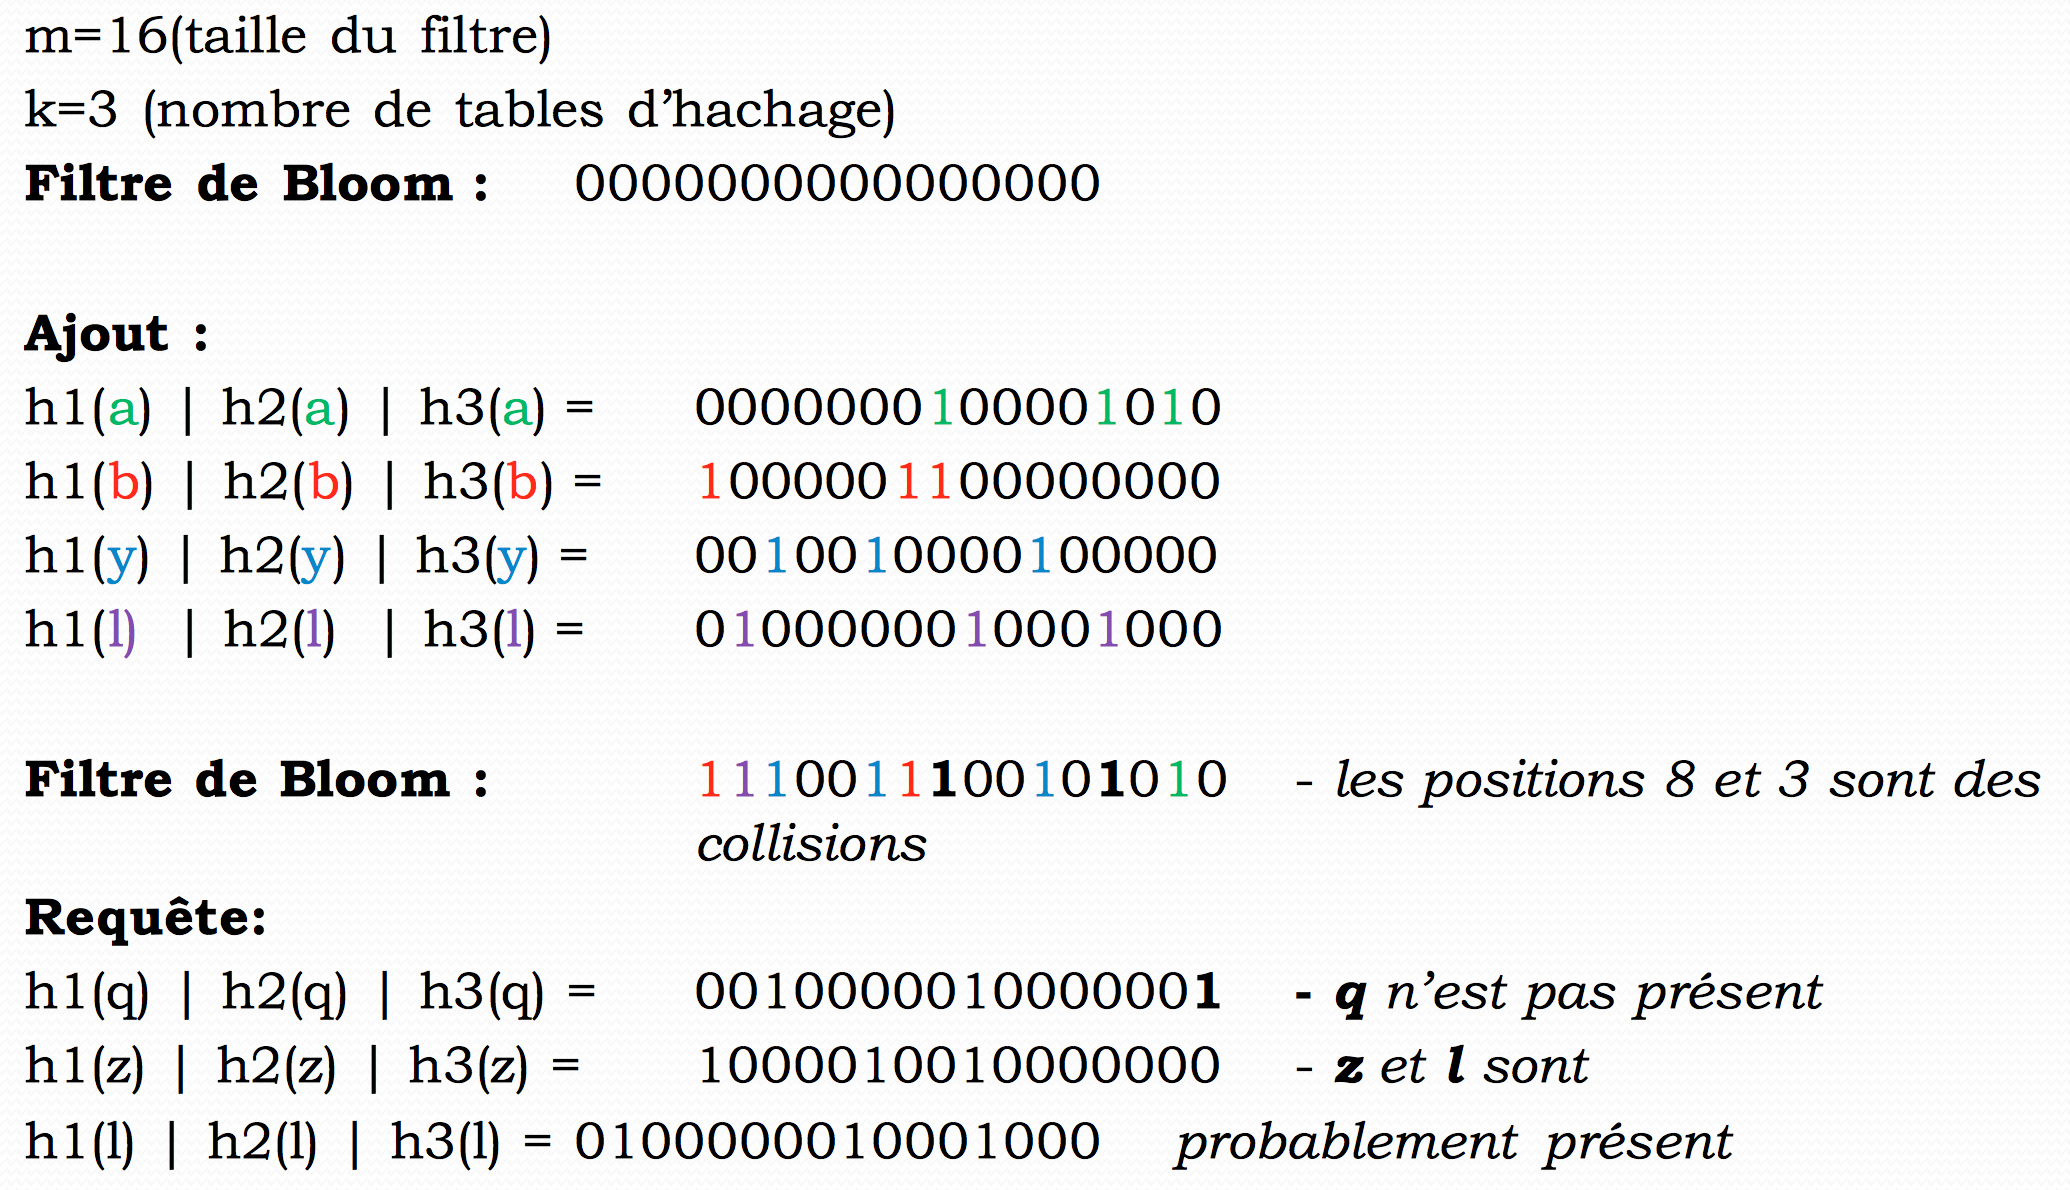 m=16(taille du filtre)
k=3 (nombre de tables d’hachage)
Filtre de Bloom : 0000000000000000
Ajout :
h1(a) | h2(a) | h3(a) = 0000000100001010
h1(b) | h2(b) | h3(b) = 1000001100000000
h1(y) | h2(y) | h3(y) = 0010010000100000
h1(l) | h2(l) | h3(l) = 0100000010001000
Filtre de Bloom : 1110011100101010 - les positions 8 et 3 sont des
collisions
Requête:
h1(q) | h2(q) | h3(q) = 0010000010000001 - q n’est pas présent
h1(z) | h2(z) | h3(z) = 1000010010000000 - z et l sont
h1(l) | h2(l) | h3(l) = 0100000010001000 probablement présent